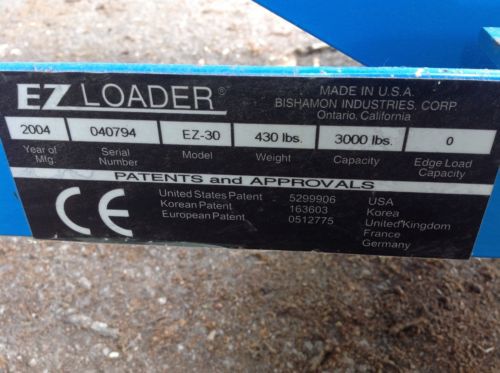 EZ LOADER®
MADE IN U.S.A.
BISHAMON INDUSTRIES, CORP.
Ontario, California
2004 040794 EZ-30 430 lbs. 3000 lbs. 0
Year of Mfg. Serial Number Model Weight Capacity Edge Load Capacity
PATENTS and APPROVALS
CE
United States Patent 5299906 USA
Korean Patent 163603 Korea
European Patent 0512775 United Kingdom
France
Germany